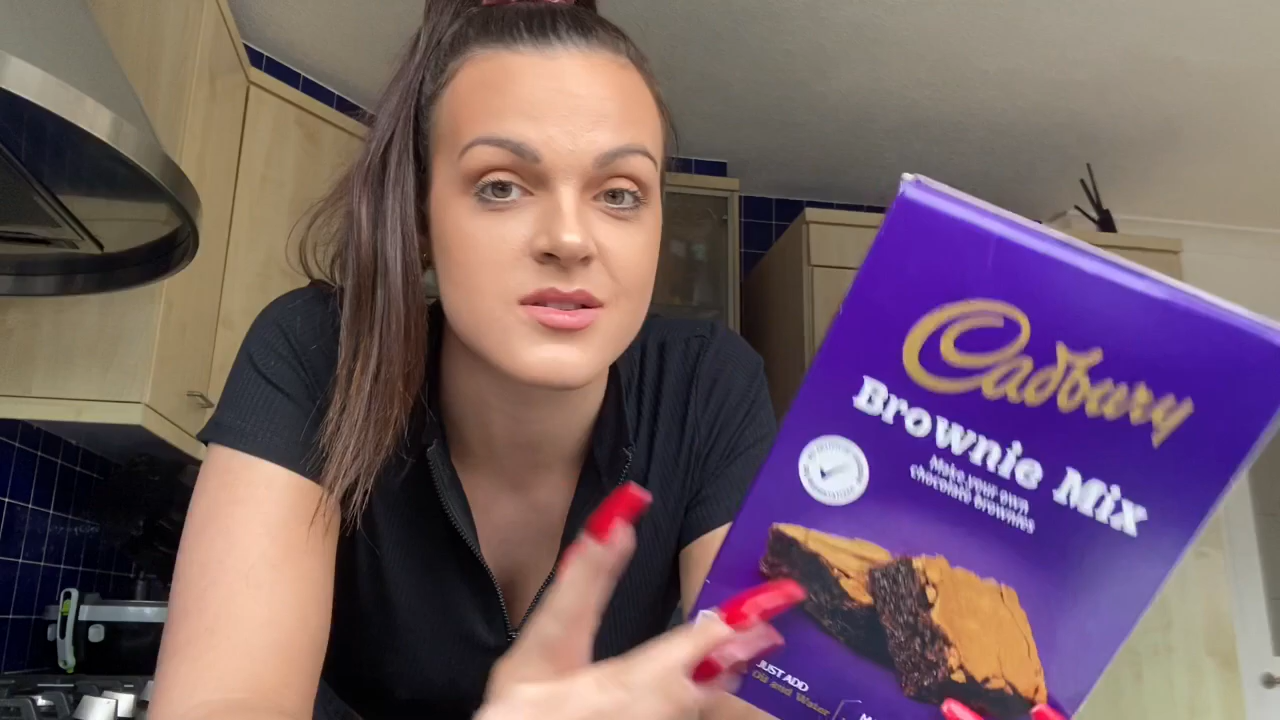 Cadbury
Brownie Mix
Make your own
chocolate brownies
JUST ADD
Oil and Water